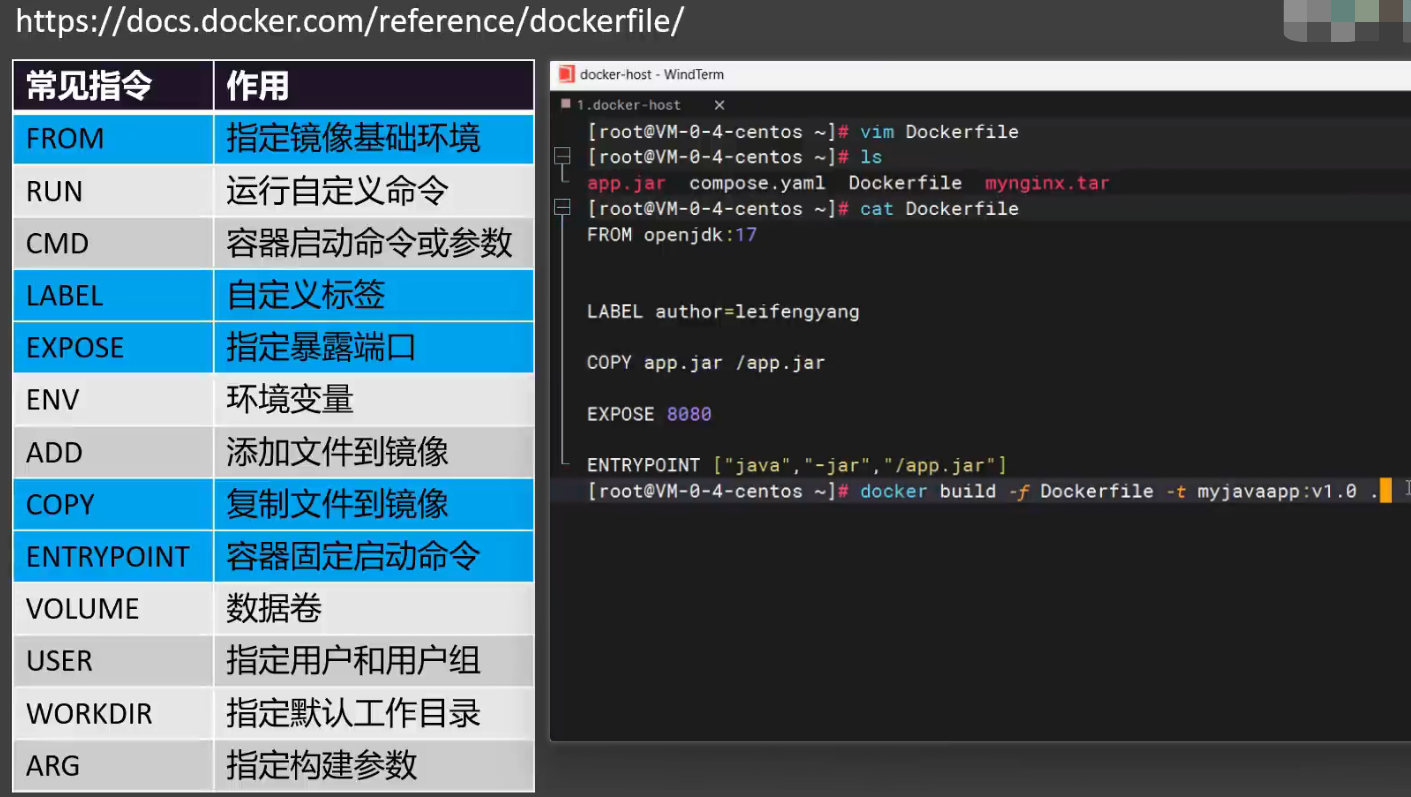 https://docs.docker.com/reference/dockerfile/
常见指令 作用
FROM 指定镜像基础环境
RUN 运行自定义命令
CMD 容器启动命令或参数
LABEL 自定义标签
EXPOSE 指定暴露端口
ENV 环境变量
ADD 添加文件到镜像
COPY 复制文件到镜像
ENTRYPOINT 容器固定启动命令
VOLUME 数据卷
USER 指定用户和用户组
WORKDIR 指定默认工作目录
ARG 指定构建参数
docker-host - WindTerm
1.docker-host ×
[root@VM-0-4-centos ~]# vim Dockerfile
[root@VM-0-4-centos ~]# ls
app.jar compose.yaml Dockerfile mynginx.tar
[root@VM-0-4-centos ~]# cat Dockerfile
FROM openjdk:17
LABEL author=leifengyang
COPY app.jar /app.jar
EXPOSE 8080
ENTRYPOINT ["java","-jar","/app.jar"]
[root@VM-0-4-centos ~]# docker build -f Dockerfile -t myjavaapp:v1.0 .